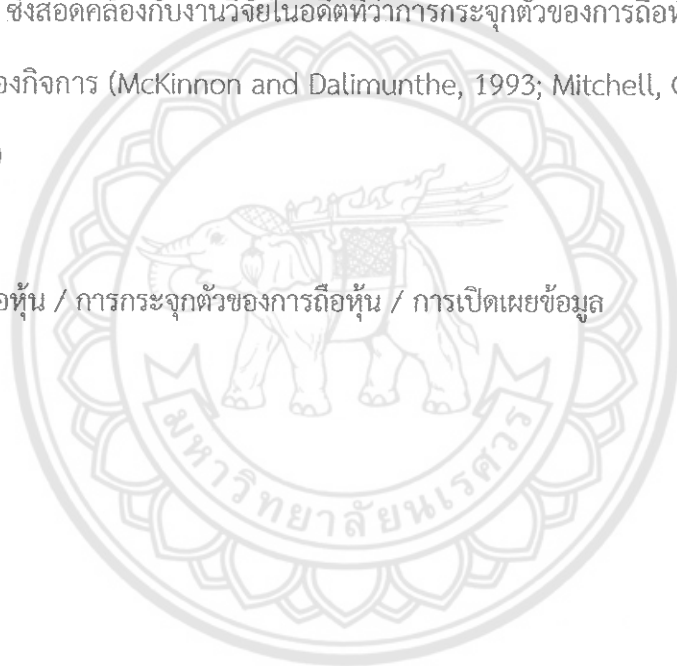 ซึ่งสอดคล้องกับงานวิจัยในอดีตที่ว่าการกระจุกตัวของการถือหุ
องกิจการ (McKinnon and Dalimunthe, 1993; Mitchell, C
)
อหุ้น / การกระจุกตัวของการถือหุ้น / การเปิดเผยข้อมูล
มหาวิทยาลัยนเรศวร